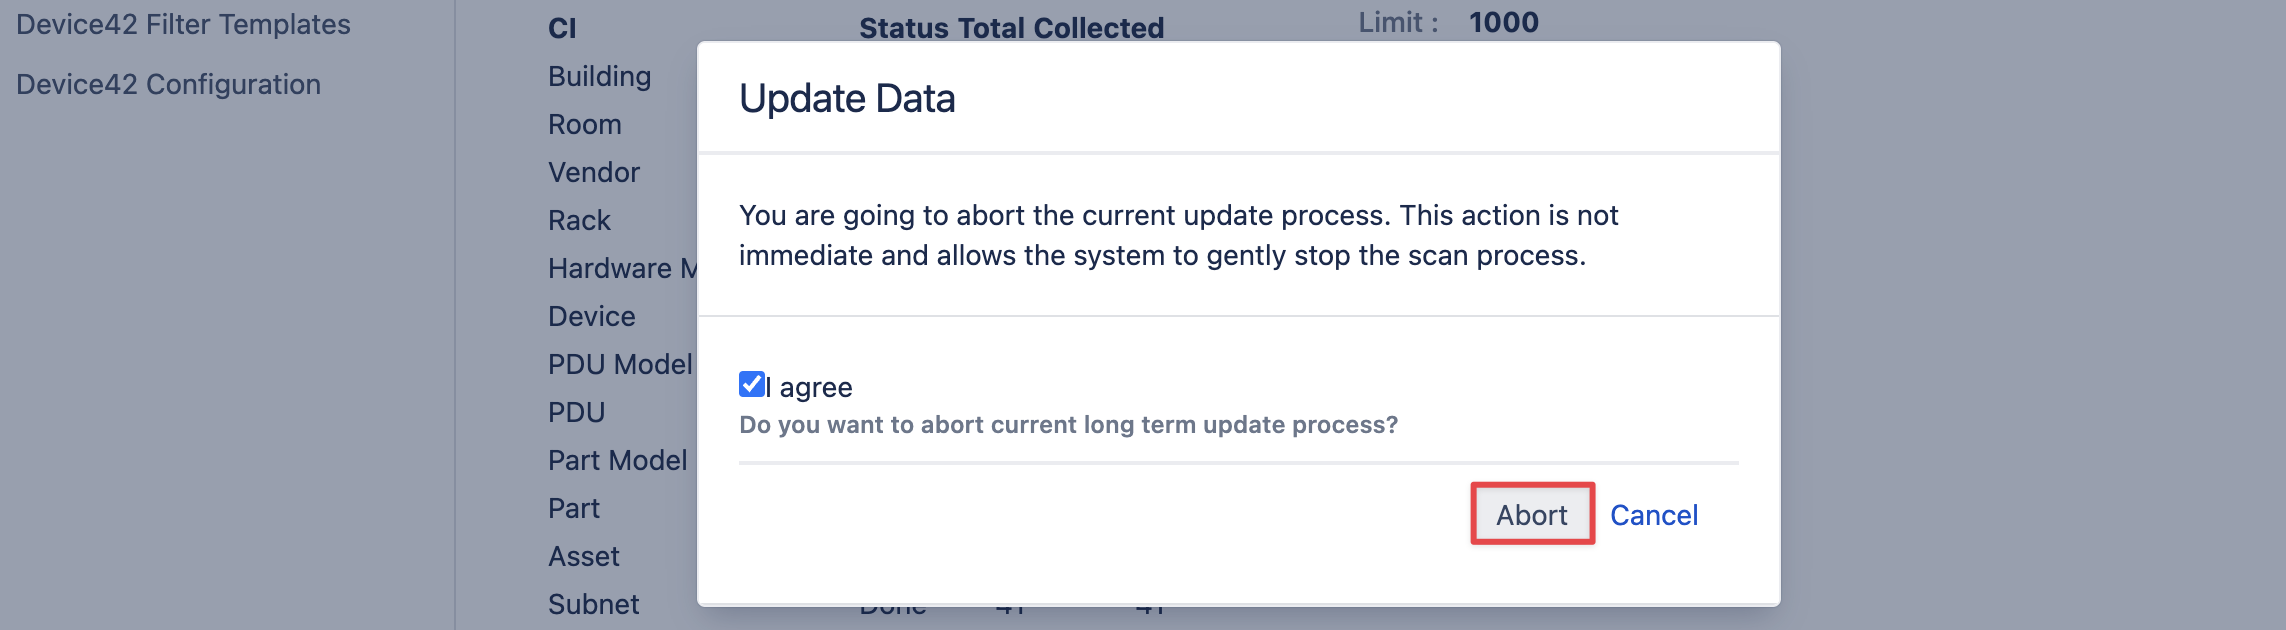 Device42 Filter Templates
Device42 Configuration
CI Status Total Collected
Limit : 1000
Building
Room
Vendor
Rack
Hardware M
Device
PDU Model
PDU
Part Model
Part
Asset
Subnet Done 41 41
Update Data
You are going to abort the current update process. This action is not
immediate and allows the system to gently stop the scan process.
I agree
Do you want to abort current long term update process?
Abort Cancel